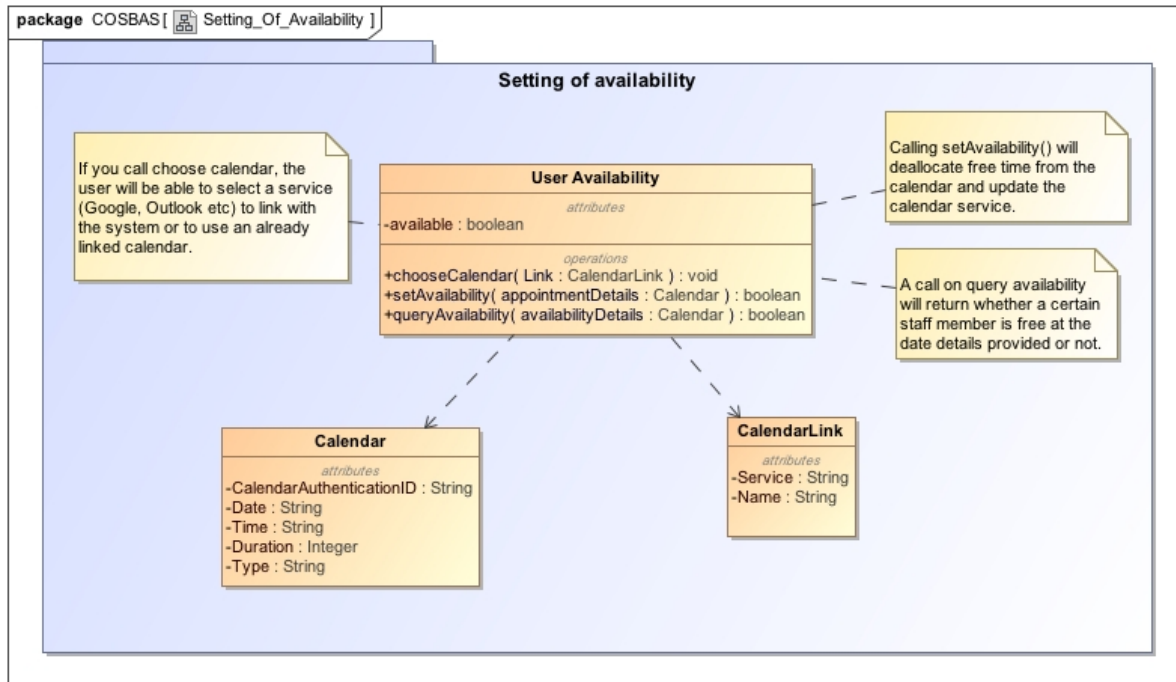 package COSBAS [ Setting_Of_Availability ]
Setting of availability
If you call choose calendar, the
user will be able to select a service
(Google, Outlook etc) to link with
the system or to use an already
linked calendar.
User Availability
attributes
-available : boolean
operations
+chooseCalendar( Link : CalendarLink ) : void
+setAvailability( appointmentDetails : Calendar ) : boolean
+queryAvailability( availabilityDetails : Calendar ) : boolean
Calling setAvailability() will
deallocate free time from the
calendar and update the
calendar service.
A call on query availability
will return whether a certain
staff member is free at the
date details provided or not.
Calendar
attributes
-CalendarAuthenticationID : String
-Date : String
-Time : String
-Duration : Integer
-Type : String
CalendarLink
attributes
-Service : String
-Name : String